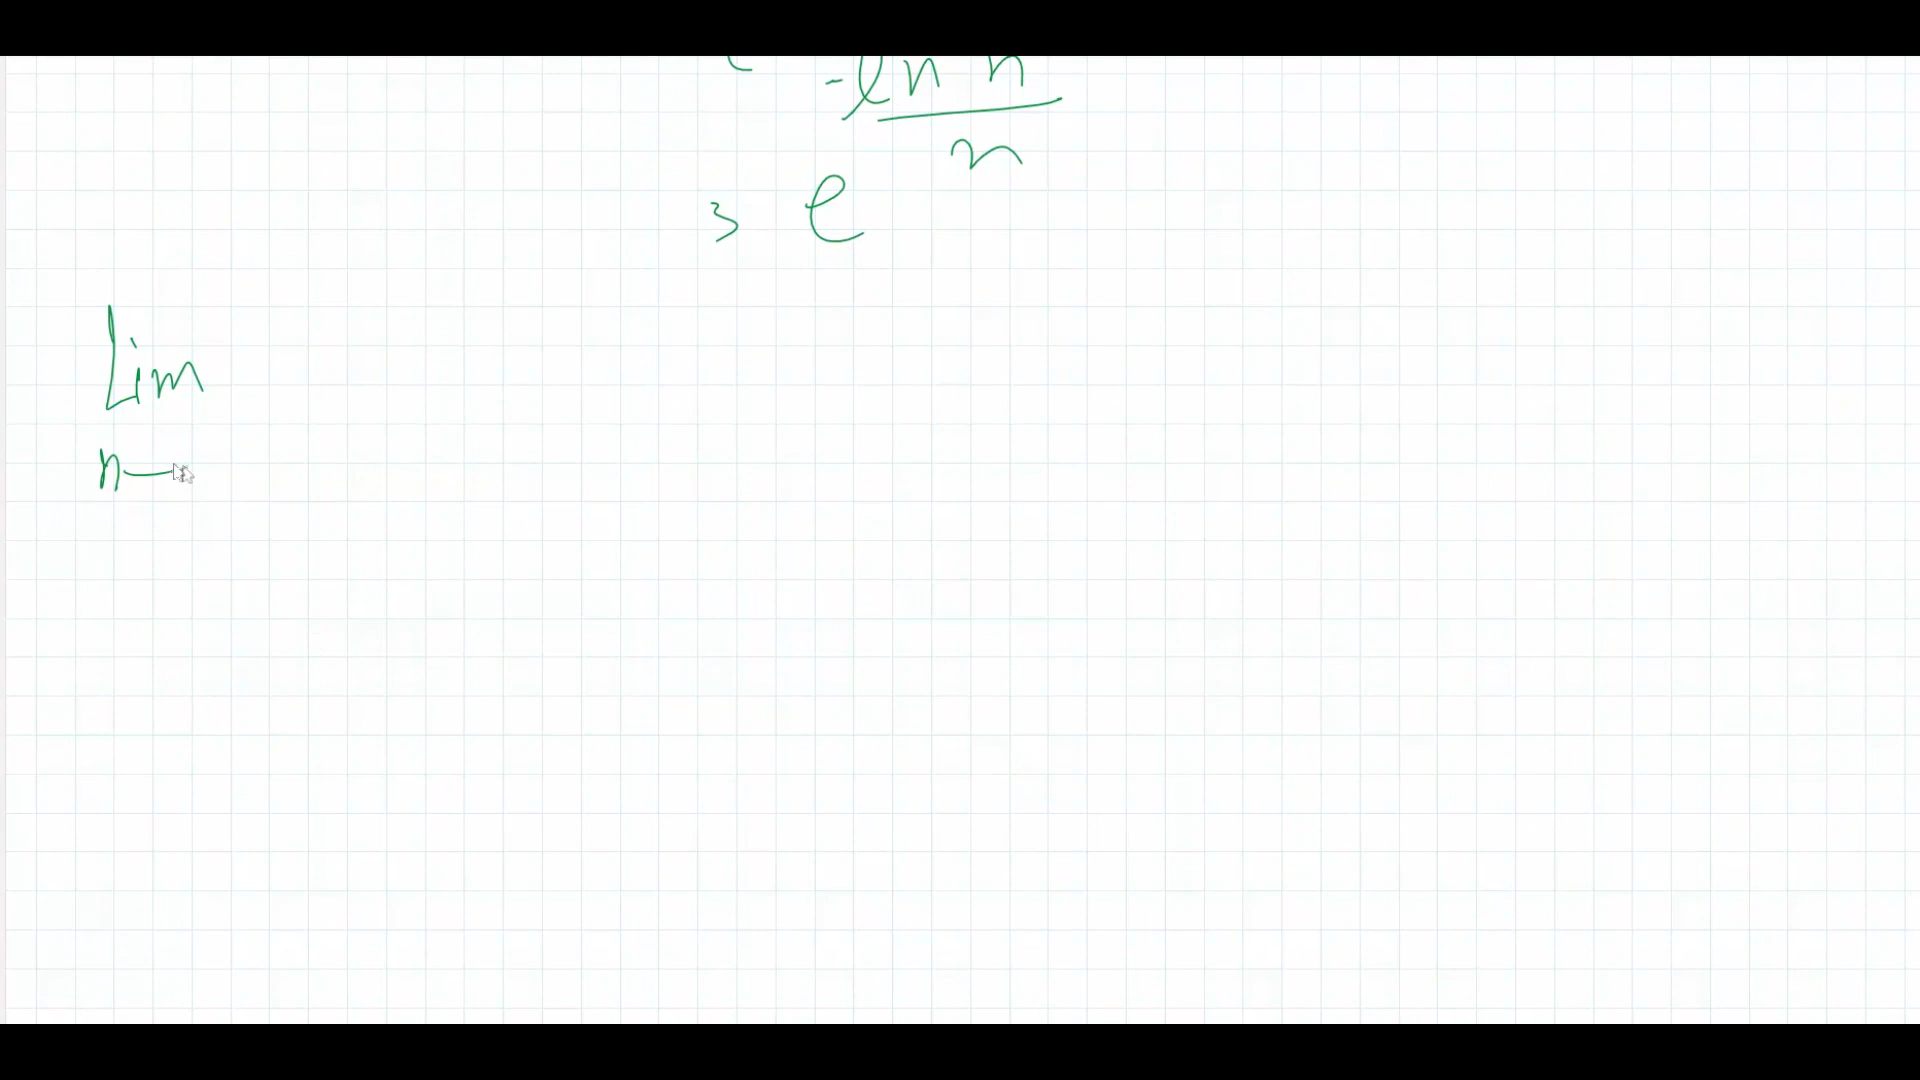 -ln n
n
= e
Lim
n→